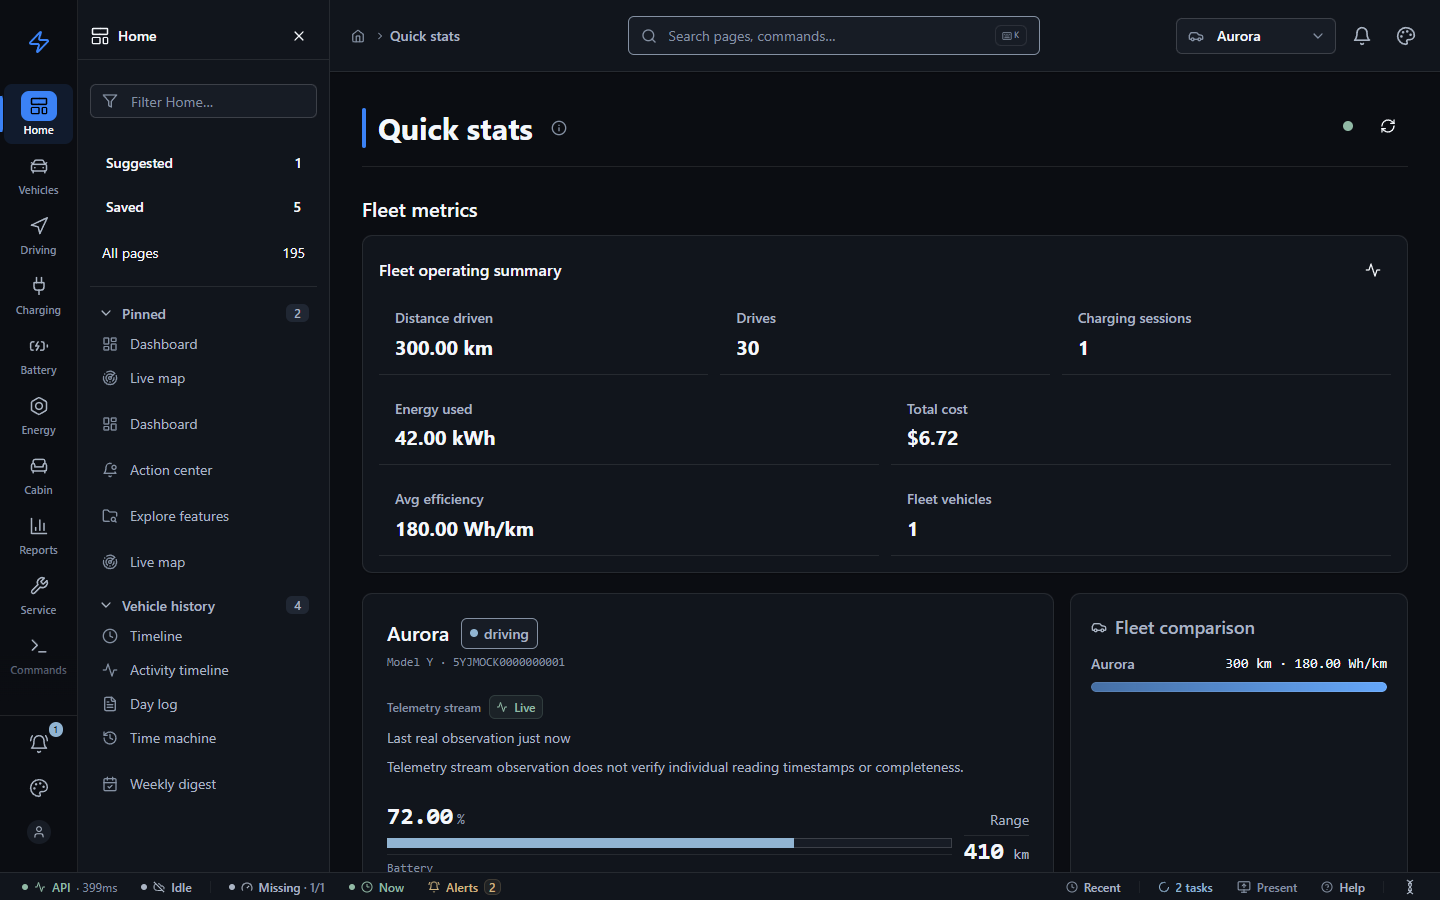 Home
Vehicles
Driving
Charging
Battery
Energy
Cabin
Reports
Service
Commands
1
Home
Filter Home...
Suggested 1
Saved 5
All pages 195
Pinned 2
Dashboard
Live map
Dashboard
Action center
Explore features
Live map
Vehicle history 4
Timeline
Activity timeline
Day log
Time machine
Weekly digest
Quick stats
Search pages, commands...
K
Aurora
Quick stats
Fleet metrics
Fleet operating summary
Distance driven
300.00 km
Drives
30
Charging sessions
1
Energy used
42.00 kWh
Total cost
$6.72
Avg efficiency
180.00 Wh/km
Fleet vehicles
1
Aurora driving
Model Y · 5YJMOCK0000000001
Telemetry stream Live
Last real observation just now
Telemetry stream observation does not verify individual reading timestamps or completeness.
72.00%
Battery
Range
410 km
Fleet comparison
Aurora 300 km · 180.00 Wh/km
API · 399ms Idle Missing · 1/1 Now Alerts 2 Recent 2 tasks Present Help